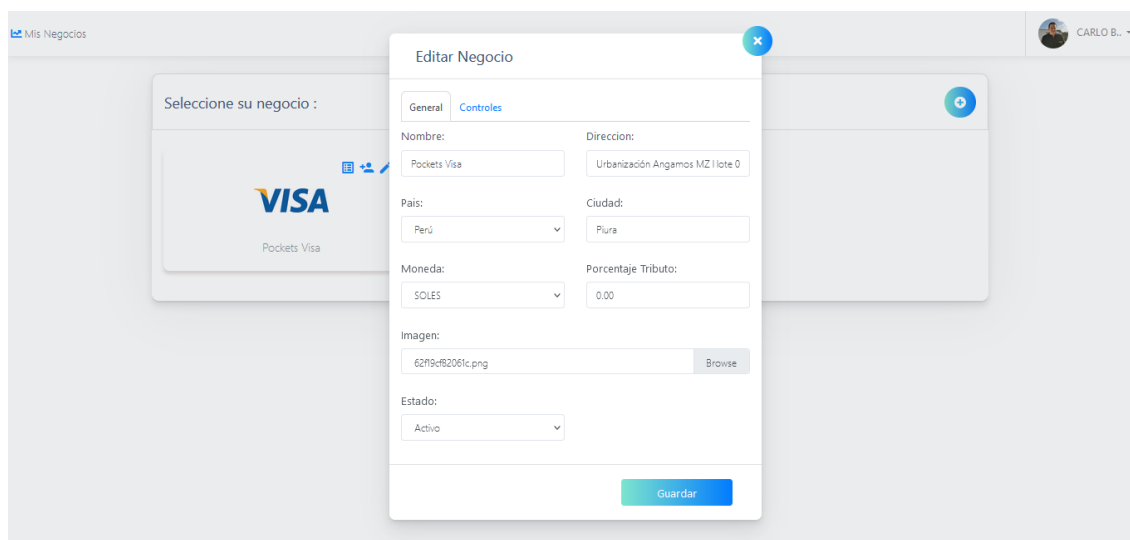 Mis Negocios
CARLO B..
Editar Negocio
Seleccione su negocio :
General
Controles
Nombre:
Direccion:
Pockets Visa
Urbanización Angamos MZ I lote 0
VISA
Pockets Visa
Pais:
Ciudad:
Perú
Piura
Moneda:
Porcentaje Tributo:
SOLES
0.00
Imagen:
62f19cf82061c.png
Browse
Estado:
Activo
Guardar